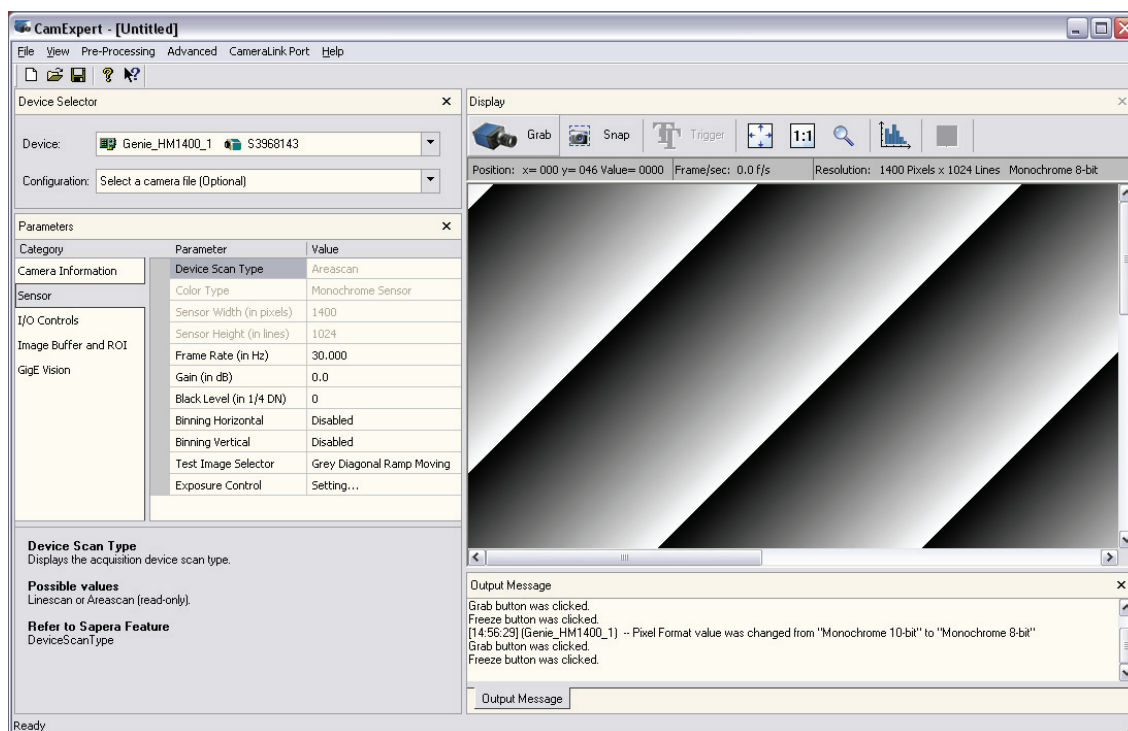 CamExpert - [Untitled]
File View Pre-Processing Advanced CameraLink Port Help
Device Selector
Device: Genie_HM1400_1 S3968143
Configuration: Select a camera file (Optional)
Parameters
Category Parameter Value
Camera Information
Sensor
I/O Controls
Image Buffer and ROI
GigE Vision
Device Scan Type Areascan
Color Type Monochrome Sensor
Sensor Width (in pixels) 1400
Sensor Height (in lines) 1024
Frame Rate (in Hz) 30.000
Gain (in dB) 0.0
Black Level (in 1/4 DN) 0
Binning Horizontal Disabled
Binning Vertical Disabled
Test Image Selector Grey Diagonal Ramp Moving
Exposure Control Setting...
Device Scan Type
Displays the acquisition device scan type.
Possible values
Linescan or Areascan (read-only).
Refer to Sapera Feature
DeviceScanType
Display
Grab Snap Trigger 1:1
Position: x= 000 y= 046 Value= 0000 Frame/sec: 0.0 f/s Resolution: 1400 Pixels x 1024 Lines Monochrome 8-bit
Output Message
Grab button was clicked.
Freeze button was clicked.
[14:56:29] (Genie_HM1400_1) -- Pixel Format value was changed from "Monochrome 10-bit" to "Monochrome 8-bit"
Grab button was clicked.
Freeze button was clicked.
Output Message
Ready